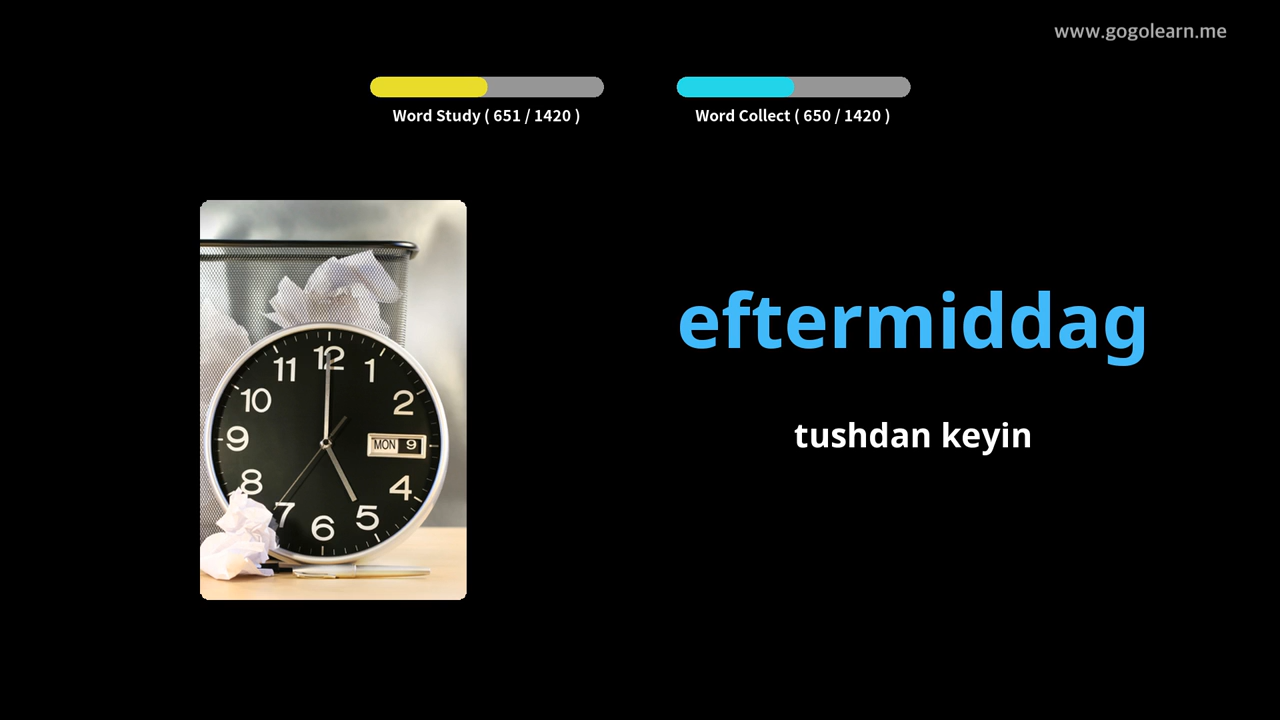 www.gogolearn.me
Word Study ( 651 / 1420 )
Word Collect ( 650 / 1420 )
12
11
1
10
2
9
MON 9
8
4
7
5
6
eftermiddag
tushdan keyin